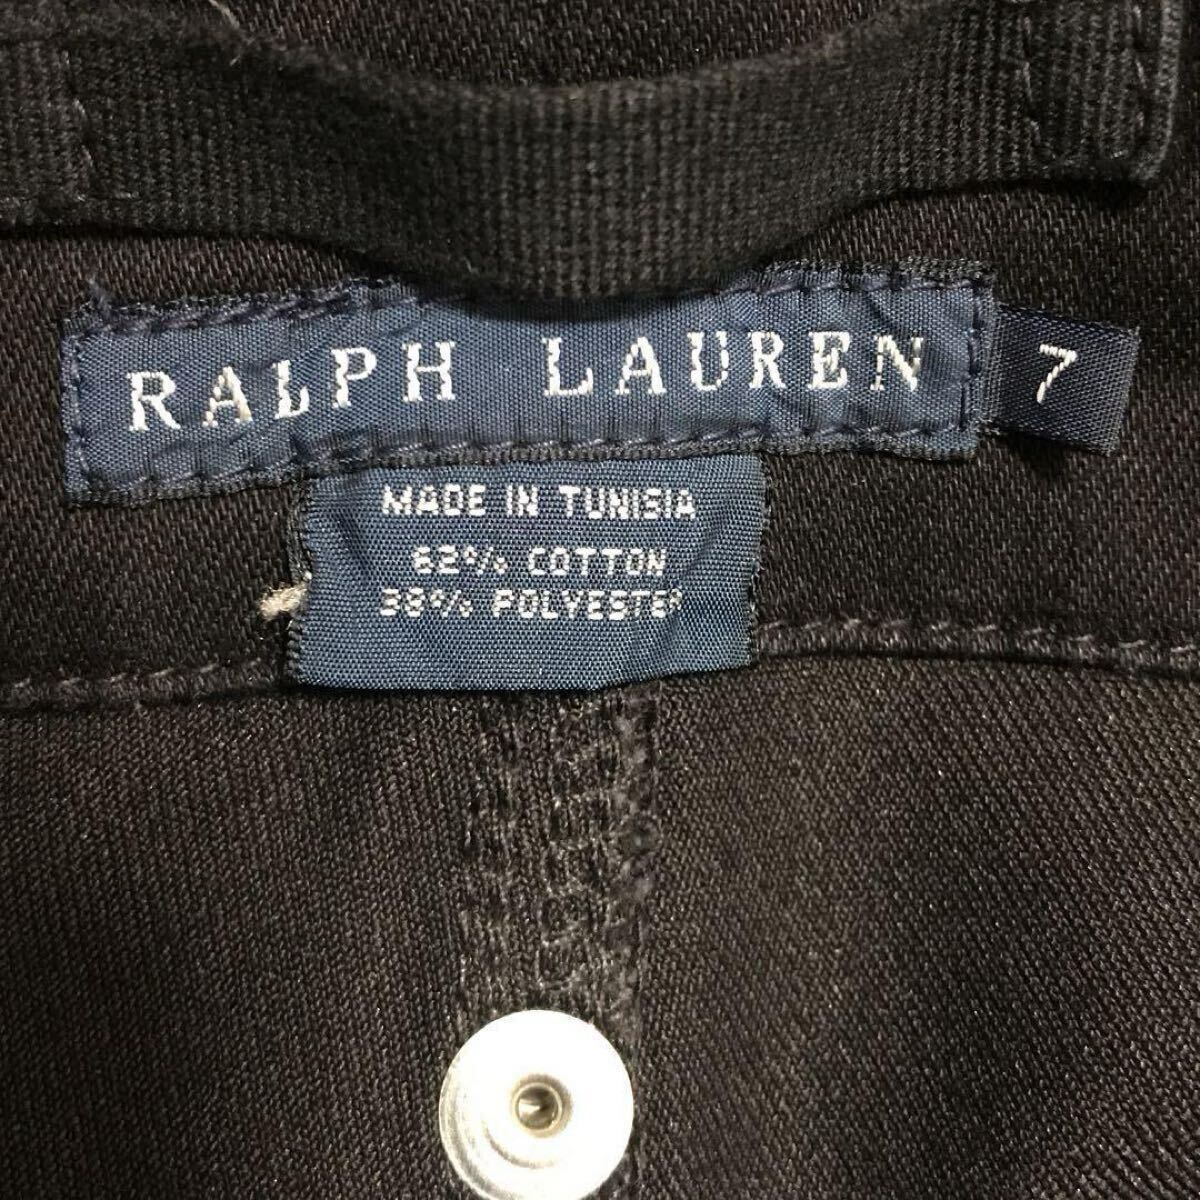 RALPH LAUREN 7
MADE IN TUNISIA
62% COTTON
38% POLYESTER